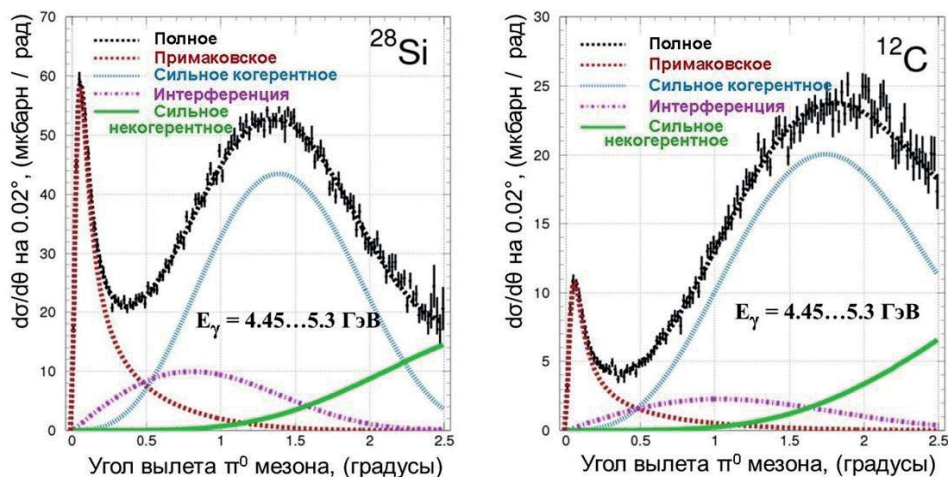 dσ/dθ на 0.02°, (мкбарн / рад)
70
60
50
40
30
20
10
0
Полное
Примаковское
Сильное когерентное
Интерференция
Сильное
некогерентное
²⁸Si
E_γ = 4.45...5.3 ГэВ
0 0.5 1 1.5 2 2.5
Угол вылета π⁰ мезона, (градусы)
dσ/dθ на 0.02°, (мкбарн / рад)
30
25
20
15
10
5
0
Полное
Примаковское
Сильное когерентное
Интерференция
Сильное
некогерентное
¹²C
E_γ = 4.45...5.3 ГэВ
0 0.5 1 1.5 2 2.5
Угол вылета π⁰ мезона, (градусы)